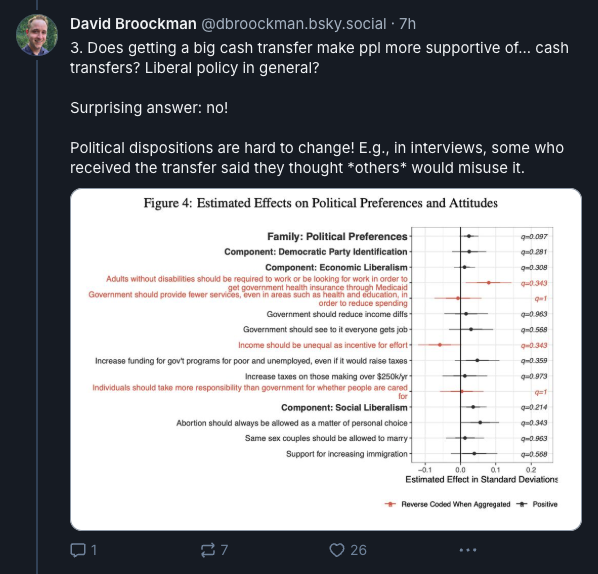 David Broockman @dbroockman.bsky.social · 7h
3. Does getting a big cash transfer make ppl more supportive of... cash
transfers? Liberal policy in general?
Surprising answer: no!
Political dispositions are hard to change! E.g., in interviews, some who
received the transfer said they thought *others* would misuse it.
Figure 4: Estimated Effects on Political Preferences and Attitudes
Family: Political Preferences q=0.097
Component: Democratic Party Identification q=0.281
Component: Economic Liberalism q=0.308
Adults without disabilities should be required to work or be looking for work in order to
get government health insurance through Medicaid q=0.343
Government should provide fewer services, even in areas such as health and education, in
order to reduce spending q=1
Government should reduce income diffs q=0.963
Government should see to it everyone gets job q=0.568
Income should be unequal as incentive for effort q=0.343
Increase funding for gov't programs for poor and unemployed, even if it would raise taxes q=0.359
Increase taxes on those making over $250k/yr q=0.973
Individuals should take more responsibility than government for whether people are cared
for q=1
Component: Social Liberalism q=0.214
Abortion should always be allowed as a matter of personal choice q=0.343
Same sex couples should be allowed to marry q=0.963
Support for increasing immigration q=0.568
-0.1 0.0 0.1 0.2
Estimated Effect in Standard Deviations
Reverse Coded When Aggregated Positive
1 7 26